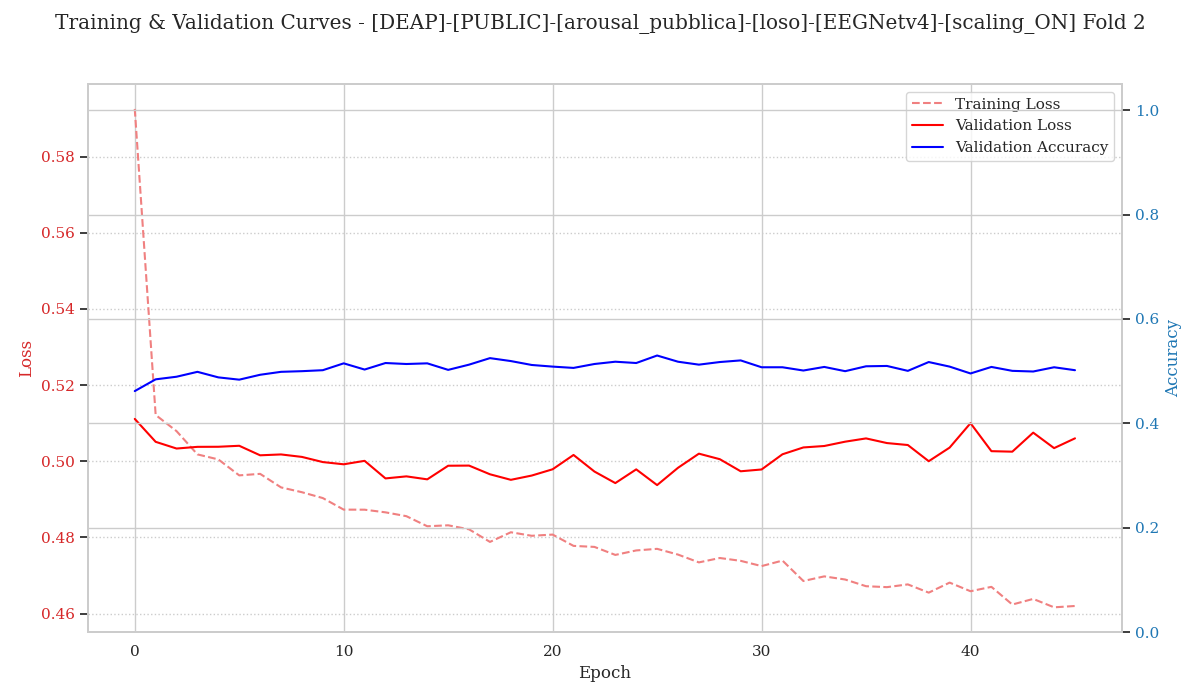 Training & Validation Curves - [DEAP]-[PUBLIC]-[arousal_pubblica]-[loso]-[EEGNetv4]-[scaling_ON] Fold 2
Training Loss
Validation Loss
Validation Accuracy
Loss
0.58
0.56
0.54
0.52
0.50
0.48
0.46
1.0
0.8
0.6
0.4
0.2
0.0
Accuracy
0 10 20 30 40
Epoch